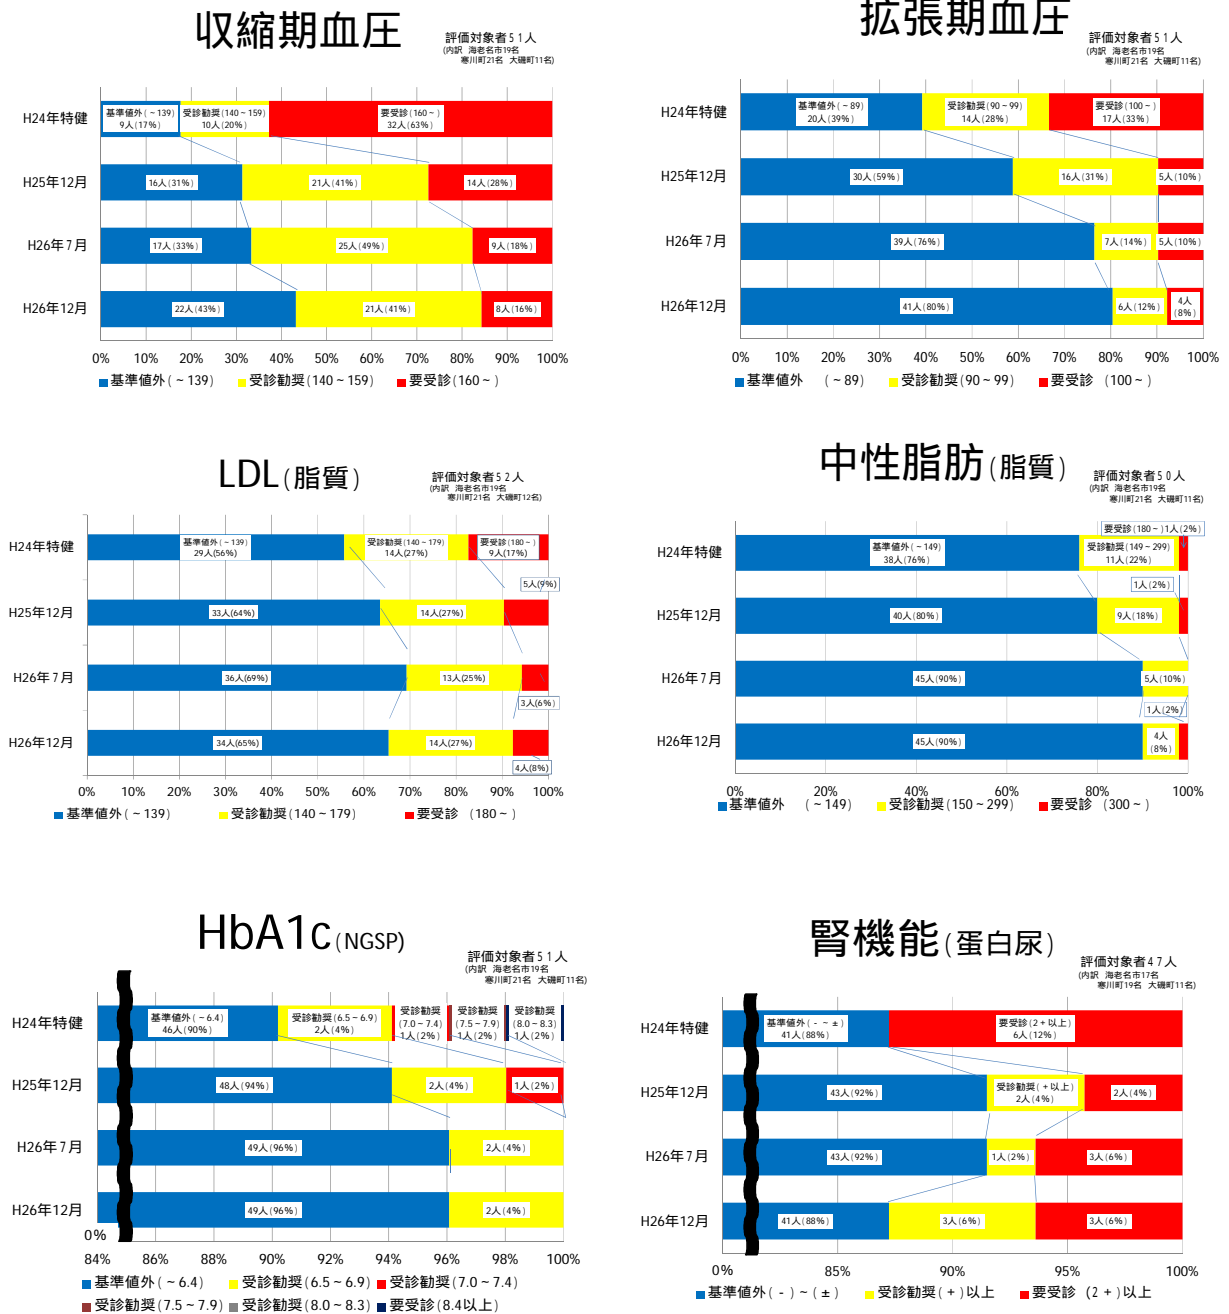 収縮期血圧
評価対象者51人
(内訳 海老名市19名
寒川町21名 大磯町11名)
H24年特健
基準値外(~139)
9人(17%)
受診勧奨(140~159)
10人(20%)
要受診(160~)
32人(63%)
H25年12月
16人(31%)
21人(41%)
14人(28%)
H26年7月
17人(33%)
25人(49%)
9人(18%)
H26年12月
22人(43%)
21人(41%)
8人(16%)
0% 10% 20% 30% 40% 50% 60% 70% 80% 90% 100%
基準値外(~139) 受診勧奨(140~159) 要受診(160~)
拡張期血圧
評価対象者51人
(内訳 海老名市19名
寒川町21名 大磯町11名)
H24年特健
基準値外(~89)
20人(39%)
受診勧奨(90~99)
14人(28%)
要受診(100~)
17人(33%)
H25年12月
30人(59%)
16人(31%)
5人(10%)
H26年7月
39人(76%)
7人(14%)
5人(10%)
H26年12月
41人(80%)
6人(12%)
4人
(8%)
0% 10% 20% 30% 40% 50% 60% 70% 80% 90% 100%
基準値外 (~89) 受診勧奨(90~99) 要受診 (100~)
LDL(脂質)
評価対象者52人
(内訳 海老名市19名
寒川町21名 大磯町12名)
H24年特健
基準値外(~139)
29人(56%)
受診勧奨(140~179)
14人(27%)
要受診(180~)
9人(17%)
5人(9%)
H25年12月
33人(64%)
14人(27%)
H26年7月
36人(69%)
13人(25%)
3人(6%)
H26年12月
34人(65%)
14人(27%)
4人(8%)
0% 10% 20% 30% 40% 50% 60% 70% 80% 90% 100%
基準値外(~139) 受診勧奨(140~179) 要受診 (180~)
中性脂肪(脂質)
評価対象者50人
(内訳 海老名市19名
寒川町21名 大磯町11名)
要受診(180~)1人(2%)
H24年特健
基準値外(~149)
38人(76%)
受診勧奨(149~299)
11人(22%)
1人(2%)
H25年12月
40人(80%)
9人(18%)
H26年7月
45人(90%)
5人(10%)
1人(2%)
H26年12月
45人(90%)
4人
(8%)
0% 20% 40% 60% 80% 100%
基準値外 (~149) 受診勧奨(150~299) 要受診 (300~)
HbA1c(NGSP)
評価対象者51人
(内訳 海老名市19名
寒川町21名 大磯町11名)
H24年特健
基準値外(~6.4)
46人(90%)
受診勧奨(6.5~6.9)
2人(4%)
受診勧奨
(7.0~7.4)
1人(2%)
受診勧奨
(7.5~7.9)
1人(2%)
受診勧奨
(8.0~8.3)
1人(2%)
H25年12月
48人(94%)
2人(4%)
1人(2%)
H26年7月
49人(96%)
2人(4%)
H26年12月
49人(96%)
2人(4%)
0%
84% 86% 88% 90% 92% 94% 96% 98% 100%
基準値外(~6.4) 受診勧奨(6.5~6.9) 受診勧奨(7.0~7.4)
受診勧奨(7.5~7.9) 受診勧奨(8.0~8.3) 要受診(8.4以上)
腎機能(蛋白尿)
評価対象者47人
(内訳 海老名市17名
寒川町19名 大磯町11名)
H24年特健
基準値外(-~±)
41人(88%)
要受診(2+以上)
6人(12%)
H25年12月
43人(92%)
受診勧奨(+以上)
2人(4%)
2人(4%)
H26年7月
43人(92%)
1人(2%)
3人(6%)
H26年12月
41人(88%)
3人(6%)
3人(6%)
0% 85% 90% 95% 100%
基準値外(-)~(±) 受診勧奨(+)以上 要受診 (2+)以上